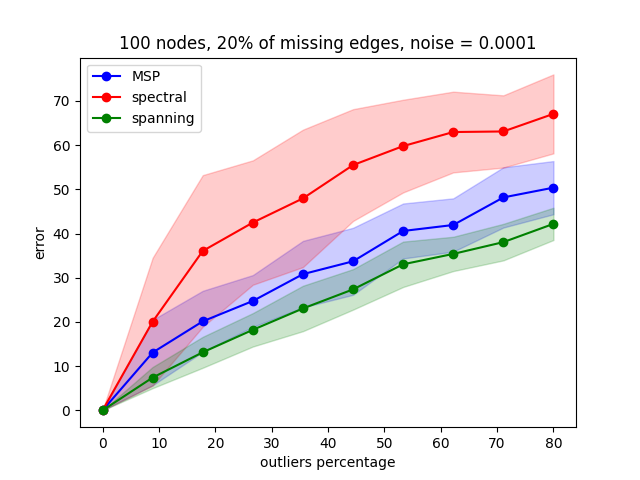 100 nodes, 20% of missing edges, noise = 0.0001
MSP
spectral
spanning
error
70
60
50
40
30
20
10
0
0 10 20 30 40 50 60 70 80
outliers percentage